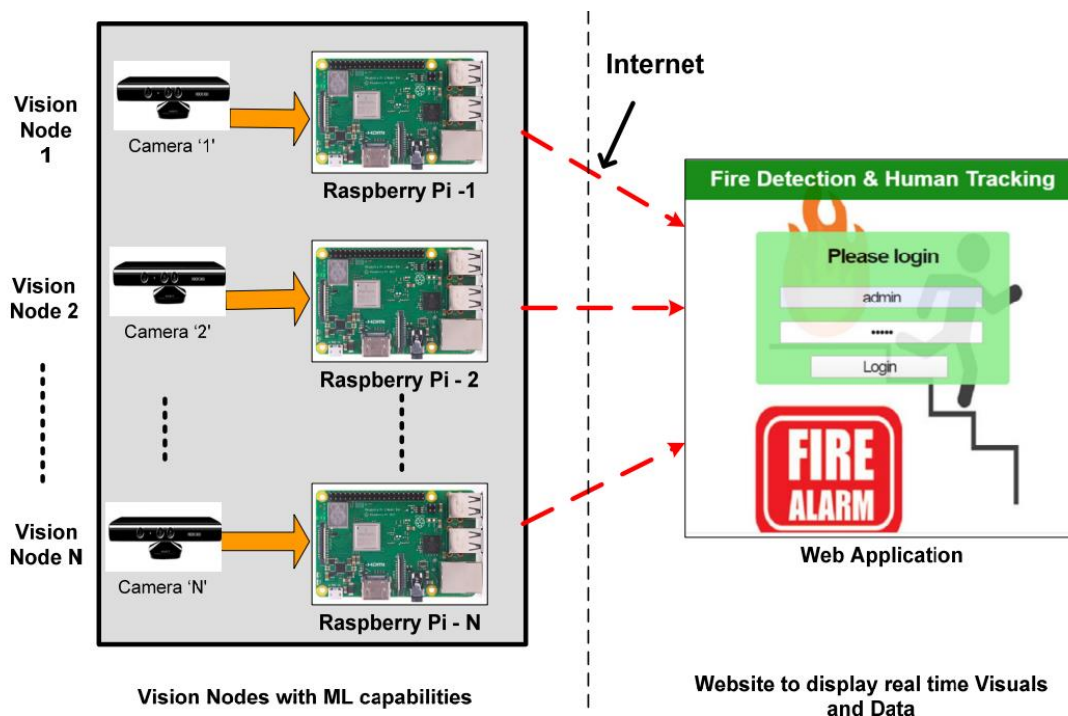 Vision
Node
1
Camera '1'
Raspberry Pi -1
Vision
Node 2
Camera '2'
Raspberry Pi - 2
Vision
Node N
Camera 'N'
Raspberry Pi - N
Vision Nodes with ML capabilities
Internet
Fire Detection & Human Tracking
Please login
admin
•••••
Login
FIRE
ALARM
Web Application
Website to display real time Visuals
and Data